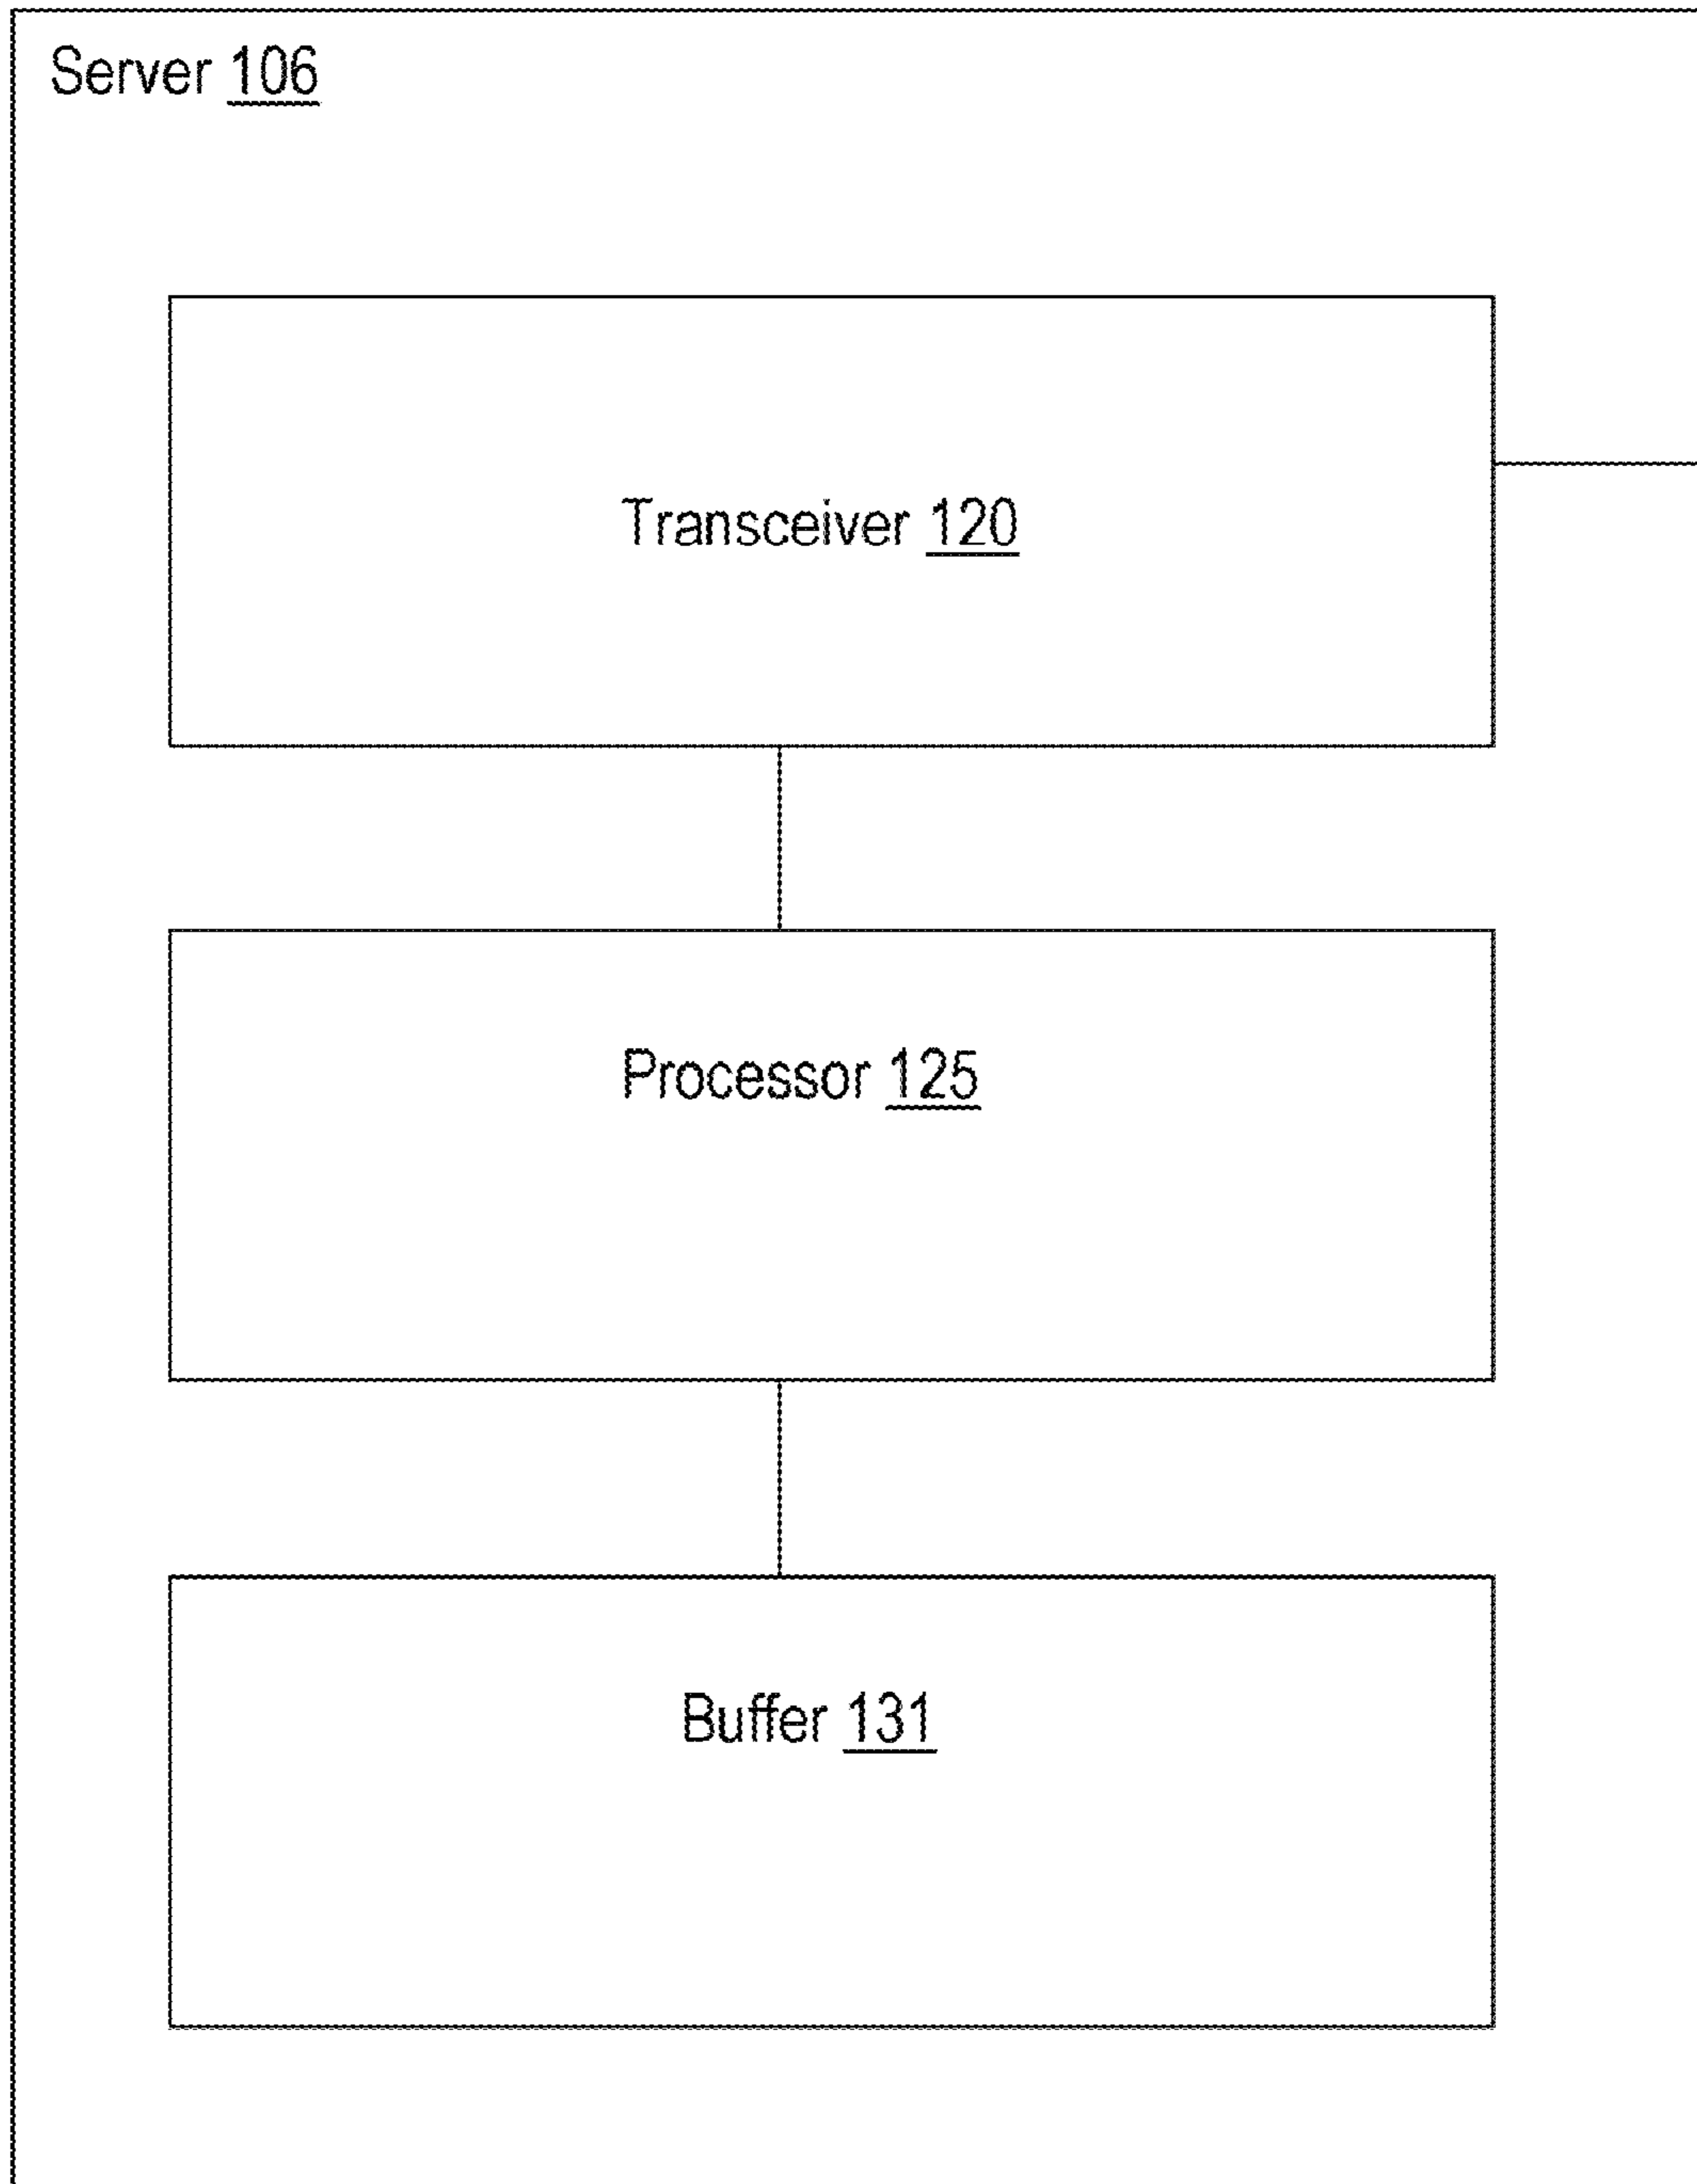 Server 106
Transceiver 120
Processor 125
Buffer 131